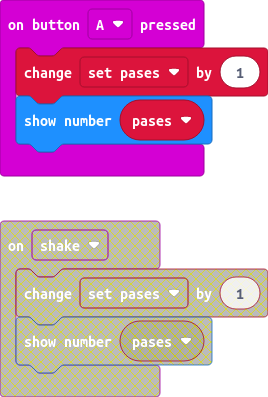 on button A pressed
change set pases by 1
show number pases
on shake
change set pases by 1
show number pases